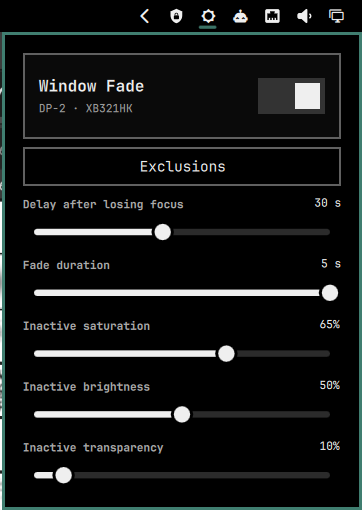 Window Fade
DP-2 · XB321HK
Exclusions
Delay after losing focus 30 s
Fade duration 5 s
Inactive saturation 65%
Inactive brightness 50%
Inactive transparency 10%